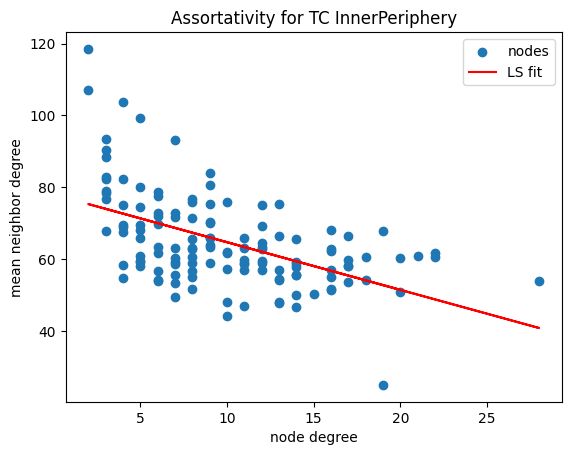 Assortativity for TC InnerPeriphery
nodes
LS fit
mean neighbor degree
120
100
80
60
40
5
10
15
20
25
node degree